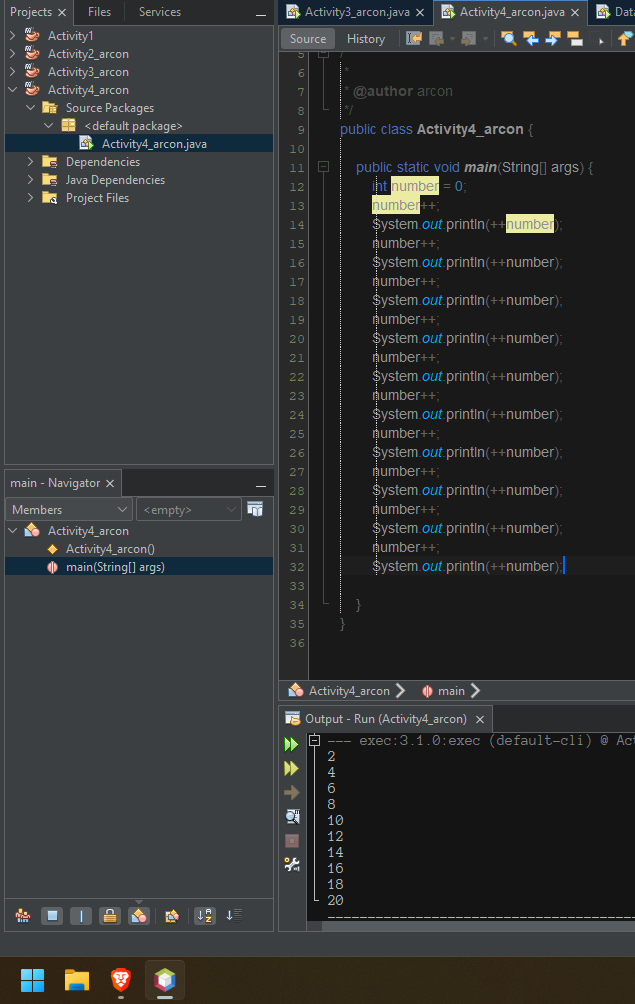 Projects
Files
Services
Activity1
Activity2_arcon
Activity3_arcon
Activity4_arcon
Source Packages
<default package>
Activity4_arcon.java
Dependencies
Java Dependencies
Project Files
main - Navigator
Members
<empty>
Activity4_arcon
Activity4_arcon()
main(String[] args)
Activity3_arcon.java
Activity4_arcon.java
Dat
Source
History
5 /
6 *
7 * @author arcon
8 */
9 public class Activity4_arcon {
10
11 public static void main(String[] args) {
12 int number = 0;
13 number++;
14 System.out.println(++number);
15 number++;
16 System.out.println(++number);
17 number++;
18 System.out.println(++number);
19 number++;
20 System.out.println(++number);
21 number++;
22 System.out.println(++number);
23 number++;
24 System.out.println(++number);
25 number++;
26 System.out.println(++number);
27 number++;
28 System.out.println(++number);
29 number++;
30 System.out.println(++number);
31 number++;
32 System.out.println(++number);
33
34 }
35 }
36
Activity4_arcon
main
Output - Run (Activity4_arcon)
--- exec:3.1.0:exec (default-cli) @ Ac
2
4
6
8
10
12
14
16
18
20